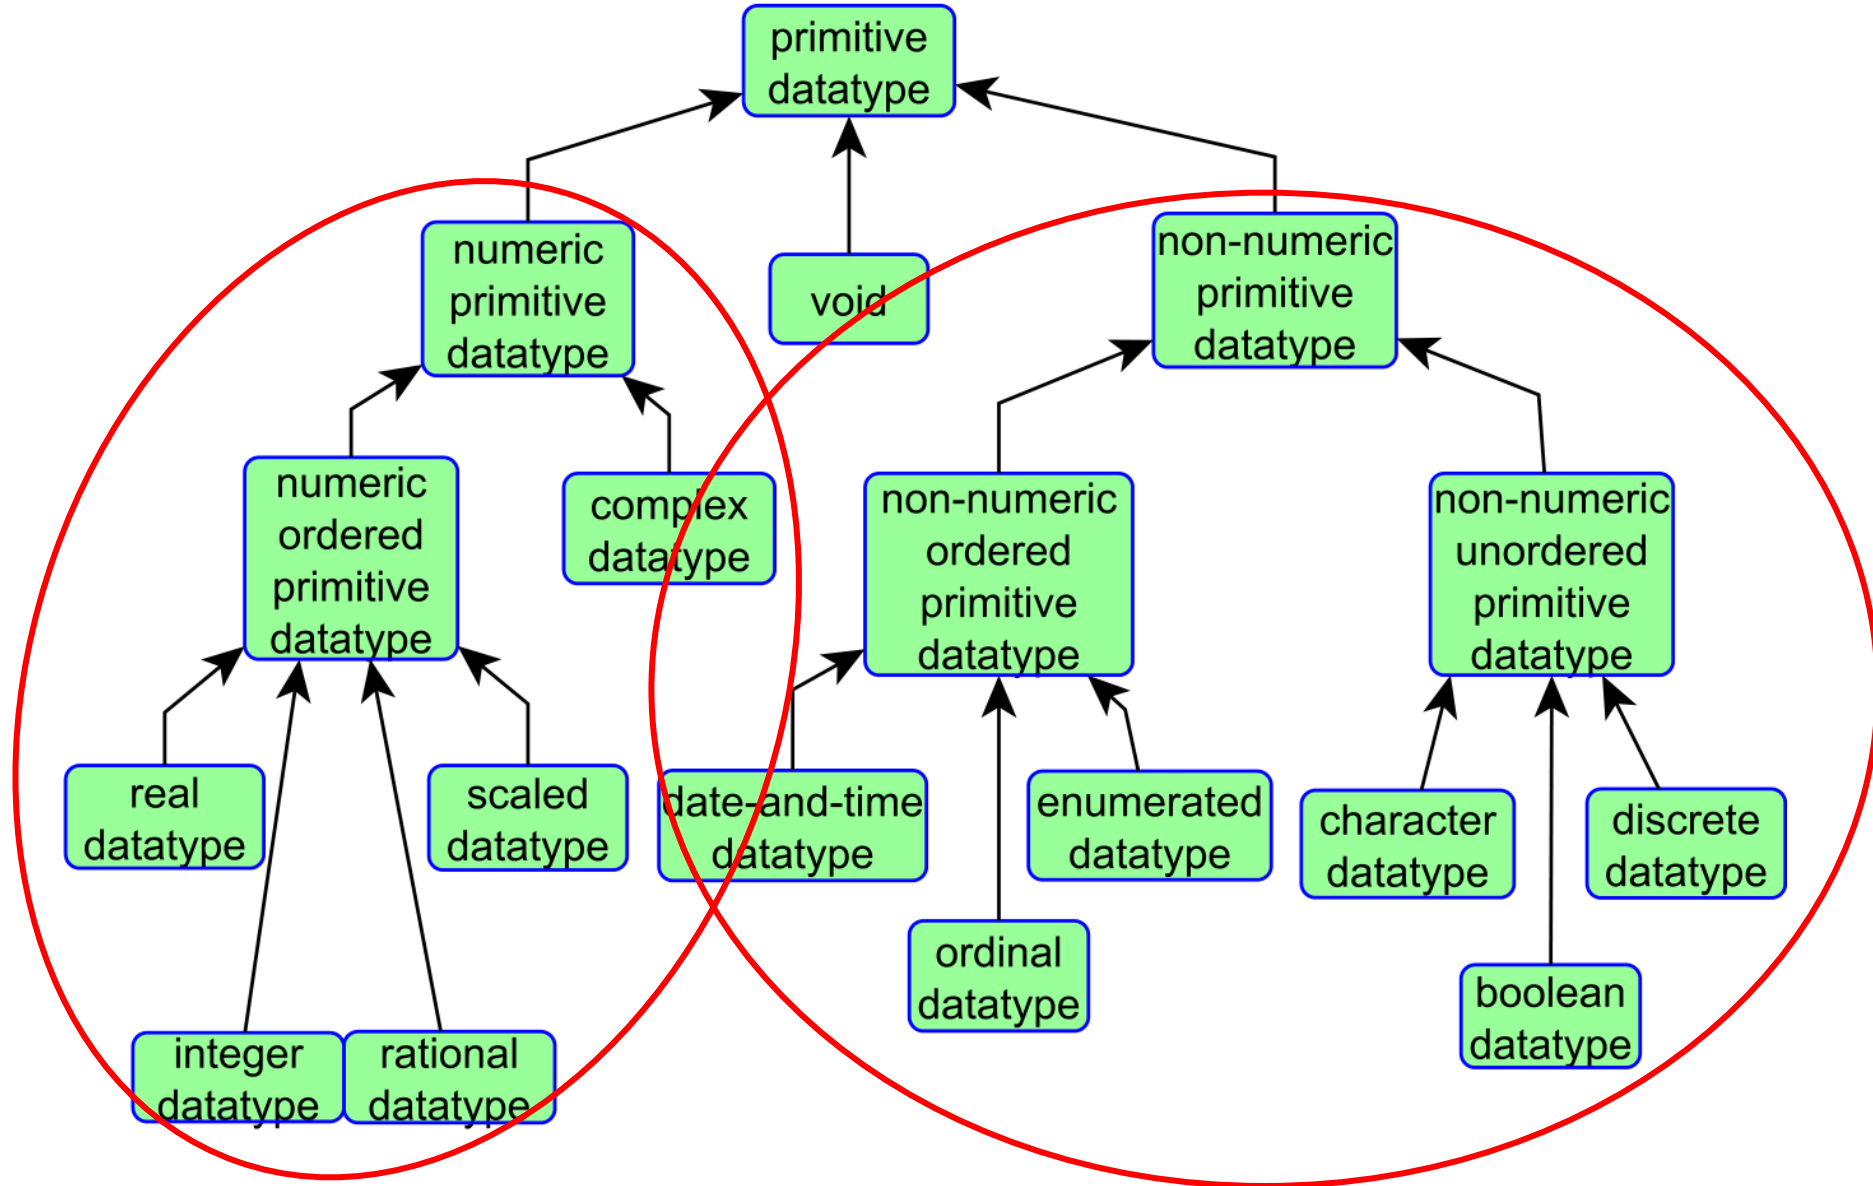 primitive
datatype
numeric
primitive
datatype
void
non-numeric
primitive
datatype
numeric
ordered
primitive
datatype
complex
datatype
non-numeric
ordered
primitive
datatype
non-numeric
unordered
primitive
datatype
real
datatype
scaled
datatype
date-and-time
datatype
enumerated
datatype
character
datatype
discrete
datatype
ordinal
datatype
boolean
datatype
integer
datatype
rational
datatype